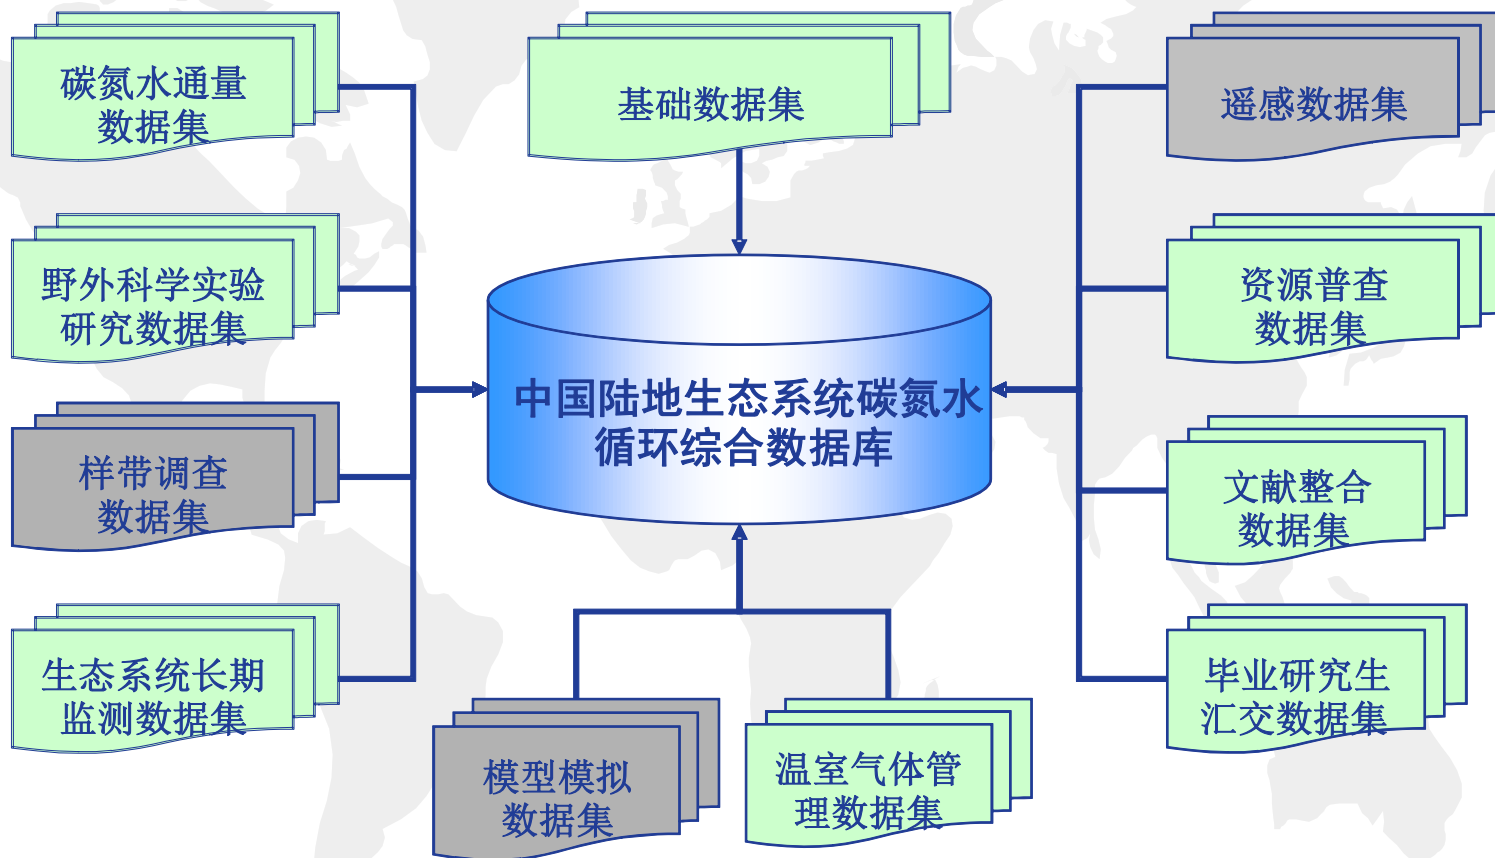 碳氮水通量
数据集
基础数据集
遥感数据集
野外科学实验
研究数据集
资源普查
数据集
中国陆地生态系统碳氮水
循环综合数据库
样带调查
数据集
文献整合
数据集
生态系统长期
监测数据集
毕业研究生
汇交数据集
模型模拟
数据集
温室气体管
理数据集